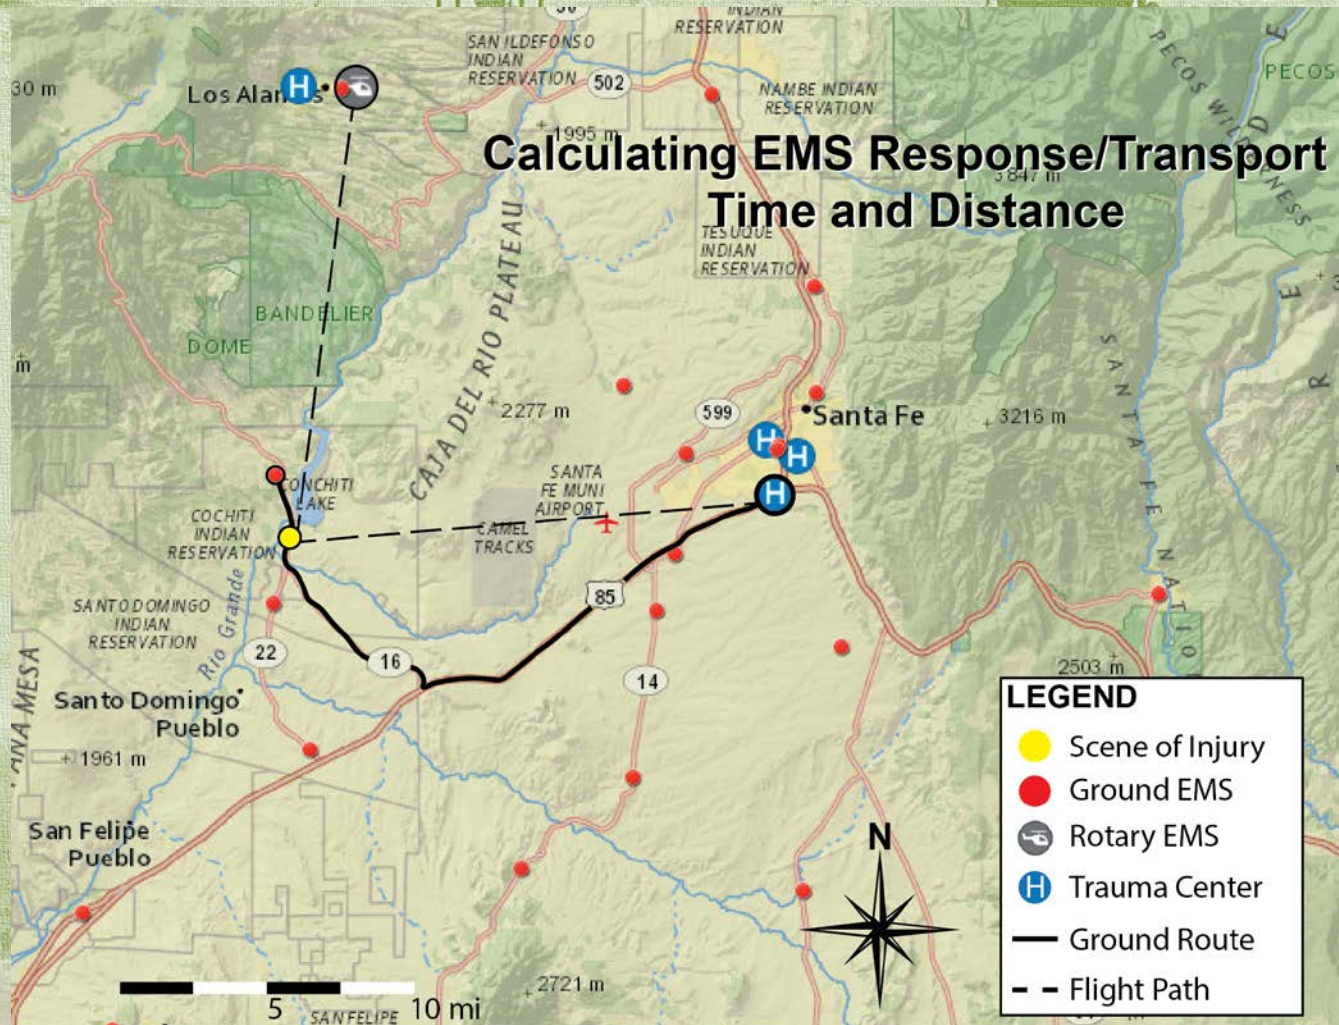 INDIAN
RESERVATION
SAN ILDEFONSO
INDIAN
RESERVATION
502
30 m
H
Los Alamos
NAMBE INDIAN
RESERVATION
PECOS WILDERNESS
PECOS
1995 m
Calculating EMS Response/Transport
Time and Distance
3847 m
TESUQUE
INDIAN
RESERVATION
CAJA DEL RIO PLATEAU
BANDELIER
DOME
m
2277 m
599
Santa Fe
3216 m
SANTA FE NATIO
H
H
H
SANTA
FE MUNI
AIRPORT
CONCHITI
LAKE
COCHITI
INDIAN
RESERVATION
CAMEL
TRACKS
85
SANTO DOMINGO
INDIAN
RESERVATION
Rio Grande
22
16
14
2503 m
Santo Domingo
Pueblo
ANA MESA
1961 m
San Felipe
Pueblo
N
LEGEND
Scene of Injury
Ground EMS
Rotary EMS
H Trauma Center
Ground Route
Flight Path
2721 m
5
10 mi
SAN FELIPE